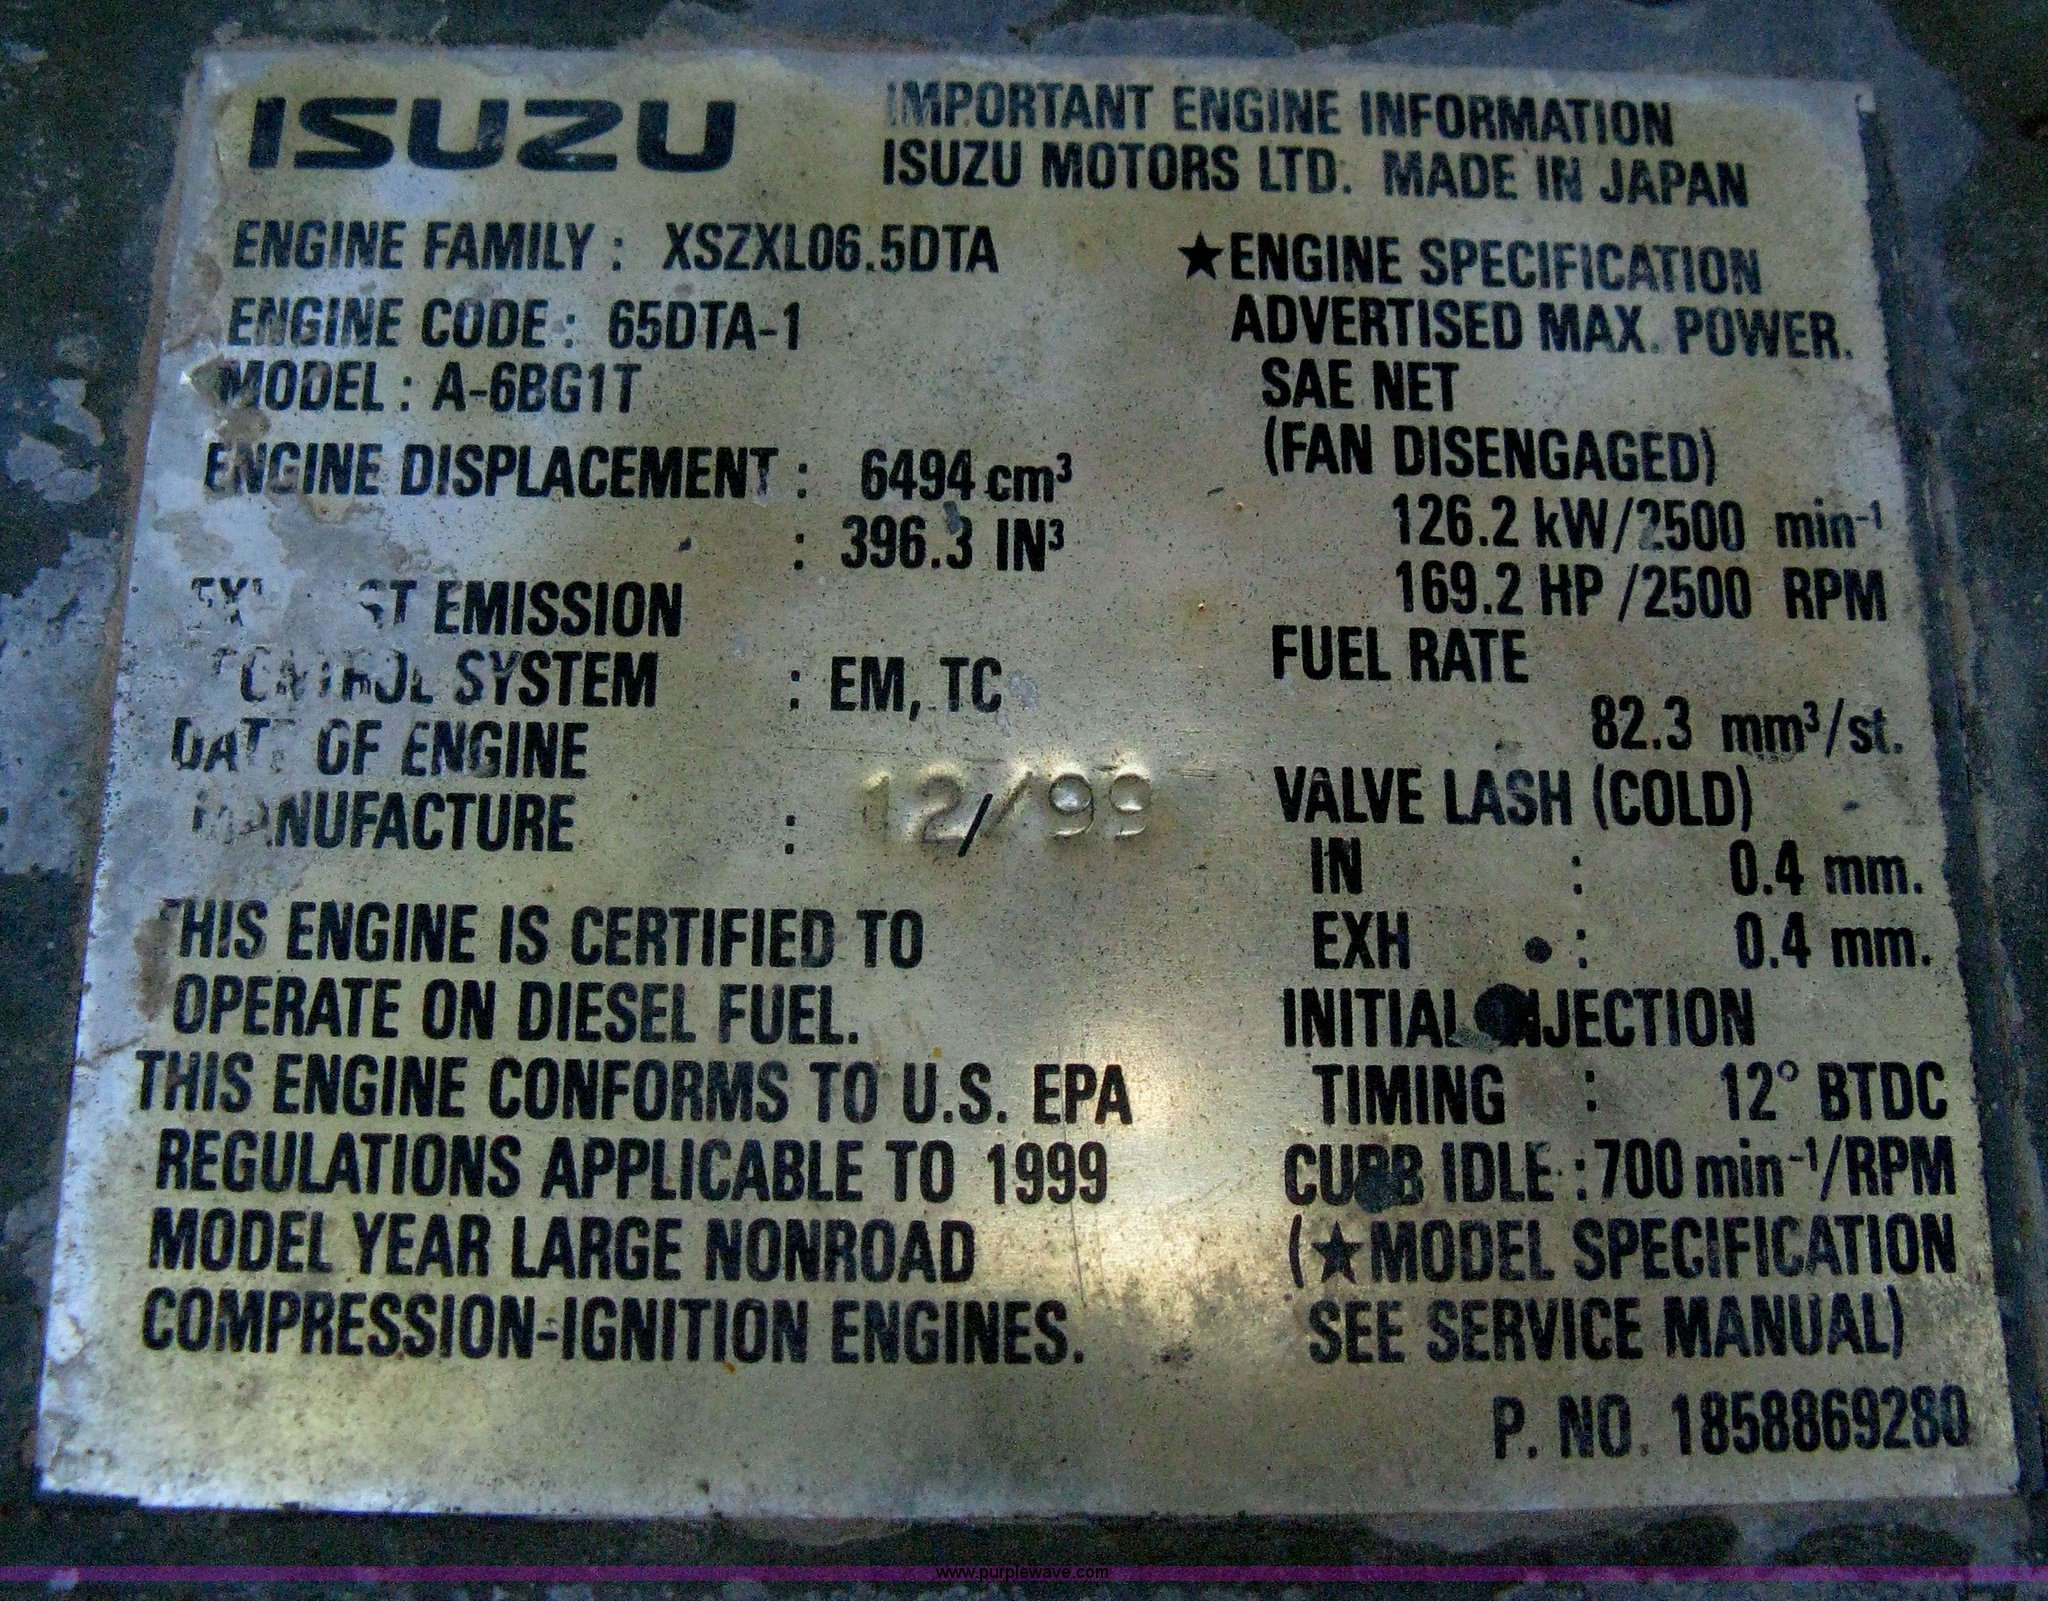 ISUZU
IMPORTANT ENGINE INFORMATION
ISUZU MOTORS LTD. MADE IN JAPAN
ENGINE FAMILY : XSZXL06.5DTA
ENGINE CODE : 65DTA-1
MODEL : A-6BG1T
ENGINE DISPLACEMENT : 6494 cm³
: 396.3 IN³
EXHAUST EMISSION
CONTROL SYSTEM : EM, TC
DATE OF ENGINE
MANUFACTURE : 12/99
THIS ENGINE IS CERTIFIED TO
OPERATE ON DIESEL FUEL.
THIS ENGINE CONFORMS TO U.S. EPA
REGULATIONS APPLICABLE TO 1999
MODEL YEAR LARGE NONROAD
COMPRESSION-IGNITION ENGINES.
★ENGINE SPECIFICATION
ADVERTISED MAX. POWER.
SAE NET
(FAN DISENGAGED)
126.2 kW/2500 min⁻¹
169.2 HP /2500 RPM
FUEL RATE
82.3 mm³/st.
VALVE LASH (COLD)
IN : 0.4 mm.
EXH : 0.4 mm.
INITIAL INJECTION
TIMING : 12° BTDC
CURB IDLE : 700 min⁻¹/RPM
(★MODEL SPECIFICATION
SEE SERVICE MANUAL)
P. NO. 1858869280
www.purplewave.com